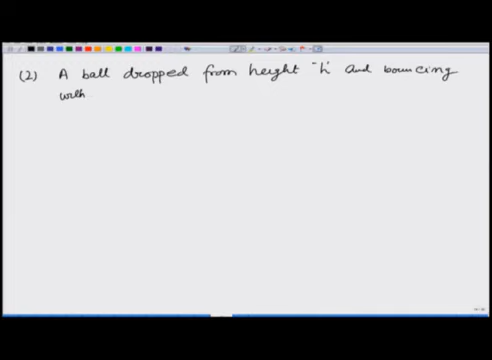 (2) A ball dropped from height 'h' and bouncing
with